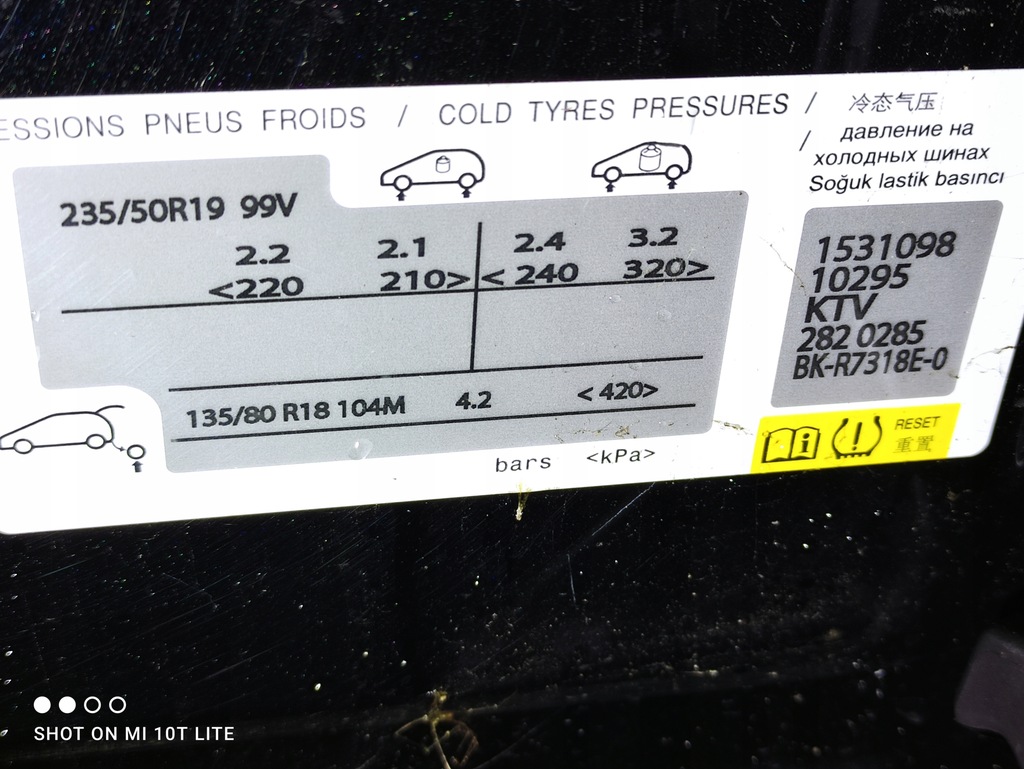 ESSIONS PNEUS FROIDS / COLD TYRES PRESSURES / 冷态气压
/ давление на
холодных шинах
Soğuk lastik basıncı
235/50R19 99V
2.2 2.1 2.4 3.2
<220 210> < 240 320>
135/80 R18 104M 4.2 < 420>
bars <kPa>
1531098
10295
KTV
282 0285
BK-R7318E-0
i ! RESET
重置
SHOT ON MI 10T LITE